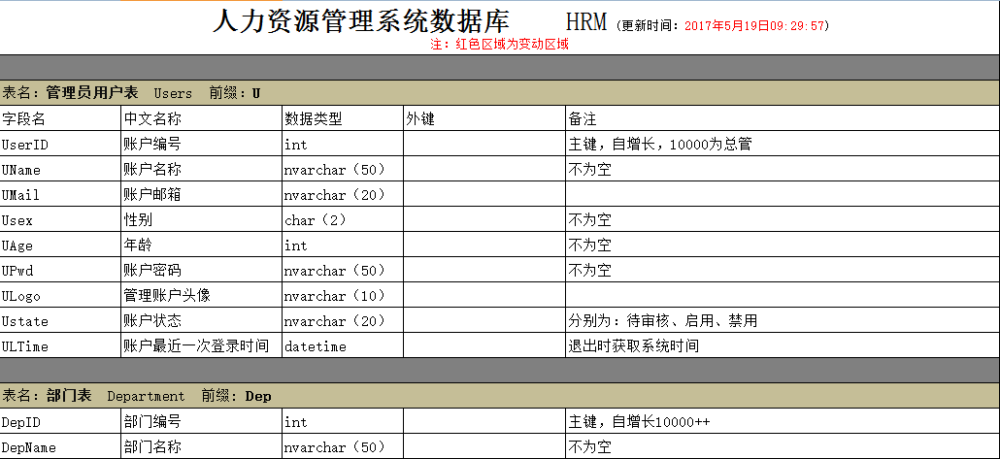 人力资源管理系统数据库 HRM (更新时间：2017年5月19日09:29:57)
注：红色区域为变动区域
表名：管理员用户表 Users 前缀：U
字段名 中文名称 数据类型 外键 备注
UserID 账户编号 int 主键，自增长，10000为总管
UName 账户名称 nvarchar（50） 不为空
UMail 账户邮箱 nvarchar（20）
Usex 性别 char（2） 不为空
UAge 年龄 int 不为空
UPwd 账户密码 nvarchar（50） 不为空
ULogo 管理账户头像 nvarchar（10）
Ustate 账户状态 nvarchar（20） 分别为：待审核、启用、禁用
ULTime 账户最近一次登录时间 datetime 退出时获取系统时间
表名：部门表 Department 前缀：Dep
DepID 部门编号 int 主键，自增长10000++
DepName 部门名称 nvarchar（50） 不为空